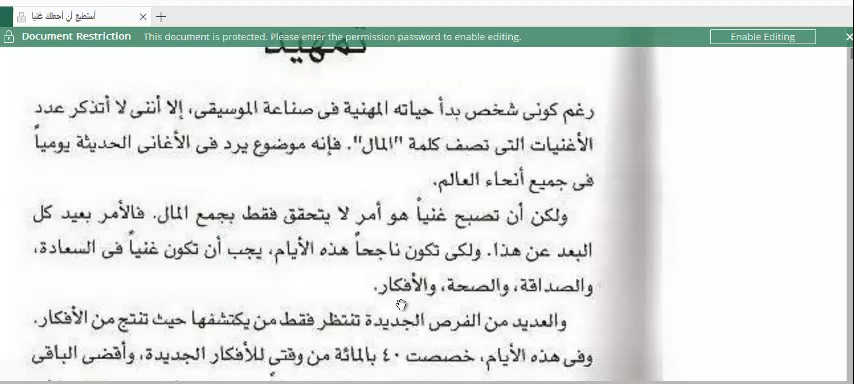 أستطيع أن أجعلك غنيا
Document Restriction This document is protected. Please enter the permission password to enable editing. Enable Editing
تمهيد
رغم كونى شخص بدأ حياته المهنية فى صناعة الموسيقى، إلا أننى لا أتذكر عدد
الأغنيات التى تصف كلمة "المال". فإنه موضوع يرد فى الأغانى الحديثة يومياً
فى جميع أنحاء العالم.
ولكن أن تصبح غنياً هو أمر لا يتحقق فقط بجمع المال. فالأمر بعيد كل
البعد عن هذا. ولكى تكون ناجحاً هذه الأيام، يجب أن تكون غنياً فى السعادة،
والصداقة، والصحة، والأفكار.
والعديد من الفرص الجديدة تنتظر فقط من يكتشفها حيث تنتج من الأفكار.
وفى هذه الأيام، خصصت ٤٠ بالمائة من وقتى للأفكار الجديدة، وأقضى الباقى